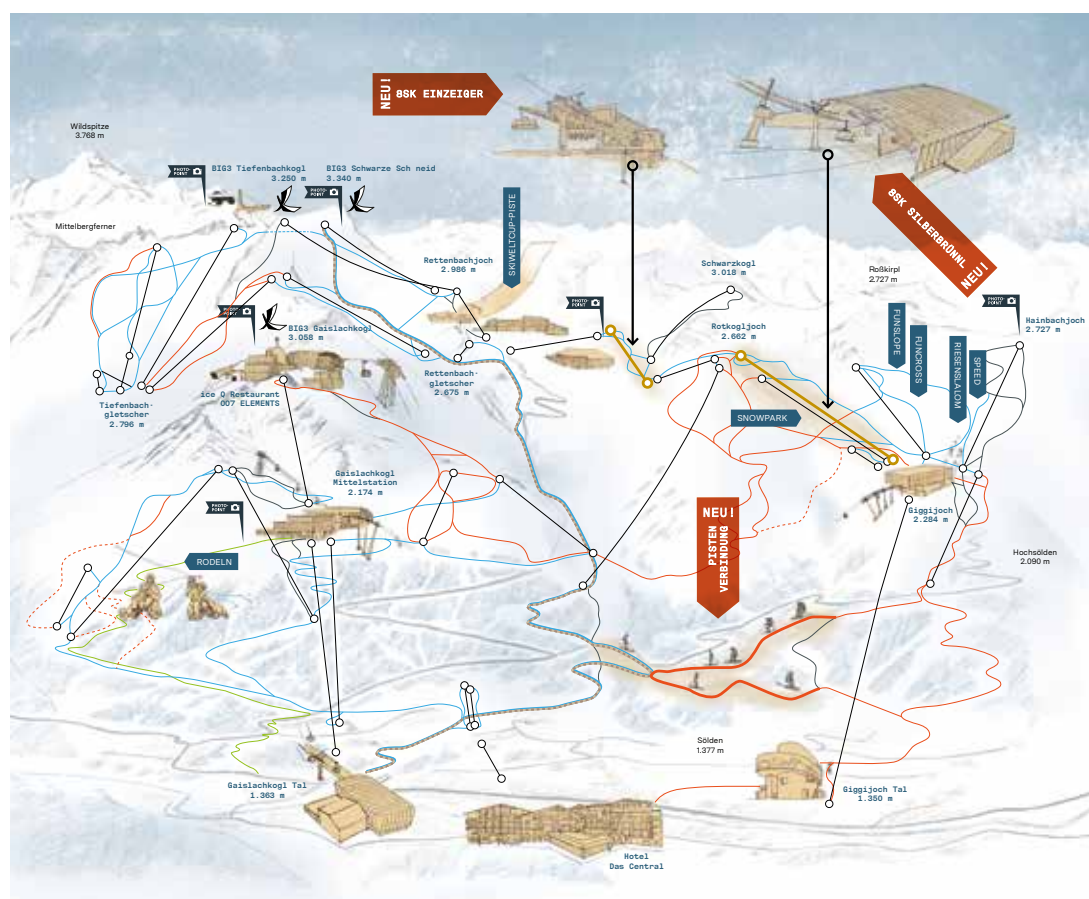 NEU!
8SK EINZEIGER
Wildspitze
3.768 m
PHOTO-
POINT
BIG3 Tiefenbachkogl
3.250 m
BIG3 Schwarze Sch neid
3.340 m
PHOTO-
POINT
8SK SILBERBRÜNNL
NEU!
Mittelbergferner
SKIWELTCUP-PISTE
Rettenbachjoch
2.986 m
Schwarzkogl
3.018 m
Roßkirpl
2.727 m
PHOTO-
POINT
PHOTO-
POINT
Hainbachjoch
2.727 m
PHOTO-
POINT
BIG3 Gaislachkogl
3.058 m
Rotkogljoch
2.662 m
FUNSLOPE
FUNCROSS
RIESENSLALOM
SPEED
Rettenbach-
gletscher
2.675 m
ice Q Restaurant
007 ELEMENTS
Tiefenbach-
gletscher
2.796 m
SNOWPARK
Gaislachkogl
Mittelstation
2.174 m
PHOTO-
POINT
Giggijoch
2.284 m
NEU!
PISTEN
VERBINDUNG
RODELN
Hochsölden
2.090 m
Sölden
1.377 m
Gaislachkogl Tal
1.363 m
Giggijoch Tal
1.350 m
Hotel
Das Central